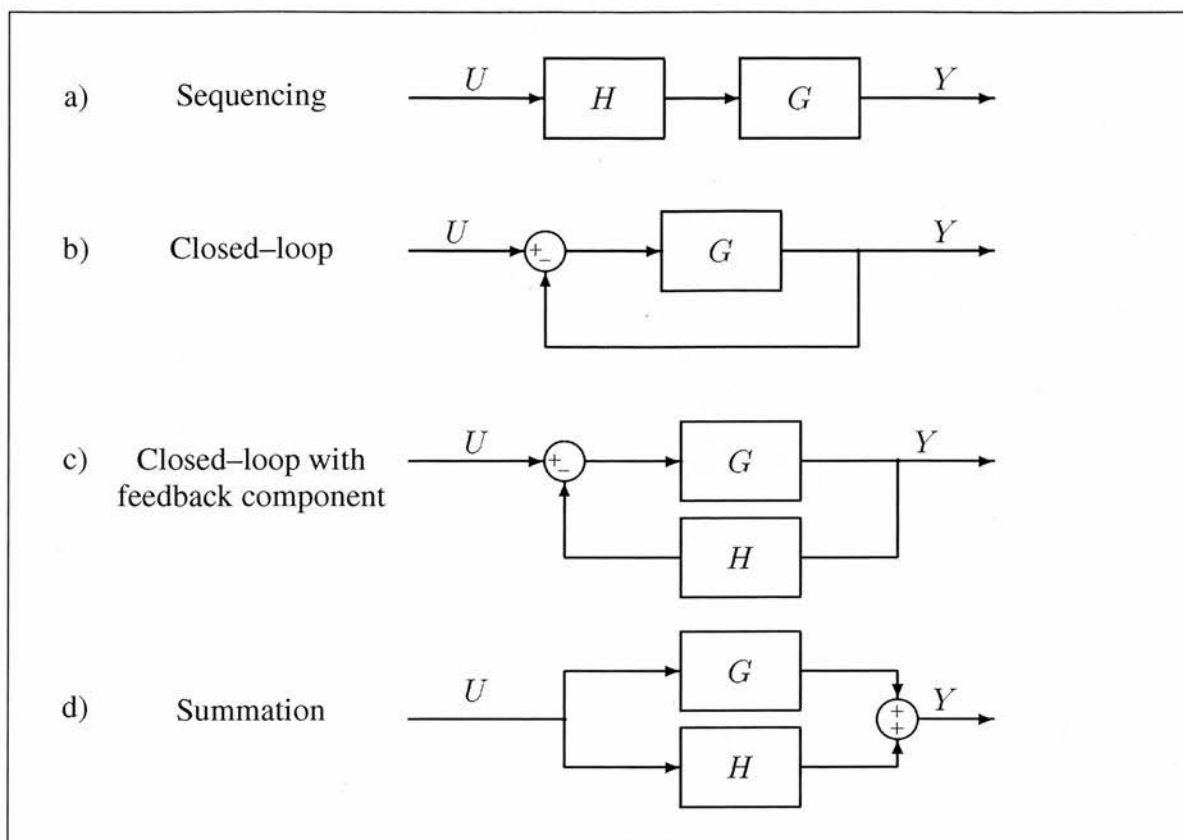 a) Sequencing U H G Y
b) Closed–loop U + − G Y
c) Closed–loop with feedback component U + − G Y
H
d) Summation U G + + Y
H